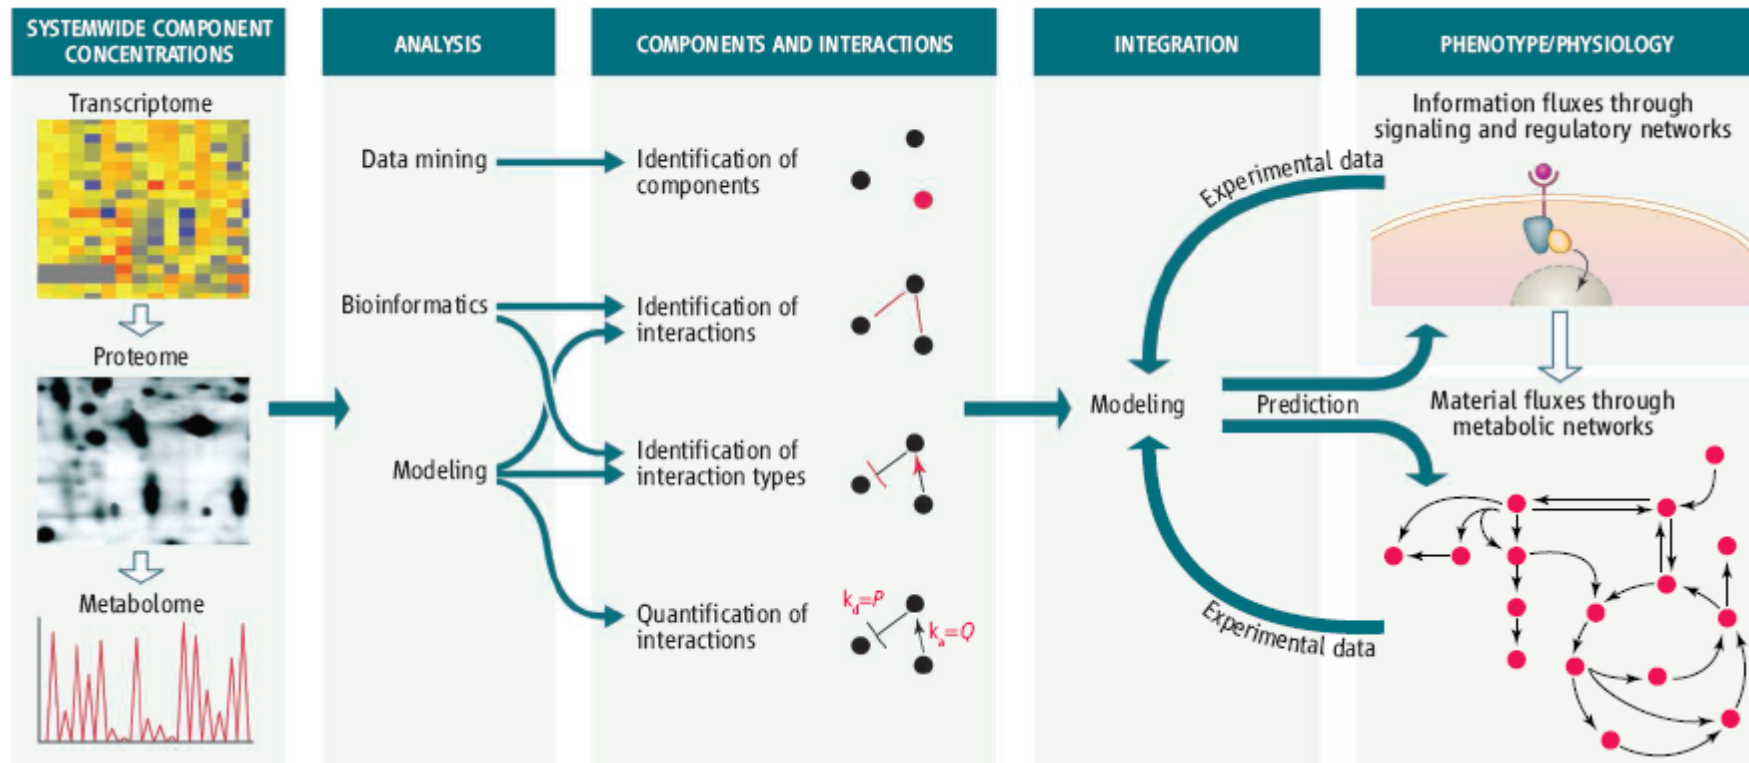 SYSTEMWIDE COMPONENT
CONCENTRATIONS
Transcriptome
Proteome
Metabolome
ANALYSIS
Data mining
Bioinformatics
Modeling
COMPONENTS AND INTERACTIONS
Identification of
components
Identification of
interactions
Identification of
interaction types
Quantification of
interactions
k_d=P
k_a=Q
INTEGRATION
Experimental data
Modeling
Prediction
Experimental data
PHENOTYPE/PHYSIOLOGY
Information fluxes through
signaling and regulatory networks
Material fluxes through
metabolic networks